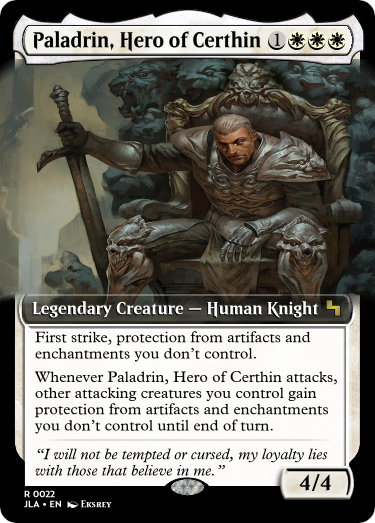 Paladrin, Hero of Certhin 1
Legendary Creature — Human Knight
First strike, protection from artifacts and
enchantments you don’t control.
Whenever Paladrin, Hero of Certhin attacks,
other attacking creatures you control gain
protection from artifacts and enchantments
you don’t control until end of turn.
“I will not be tempted or cursed, my loyalty lies
with those that believe in me.”
4/4
R 0022
JLA • EN Eksrey